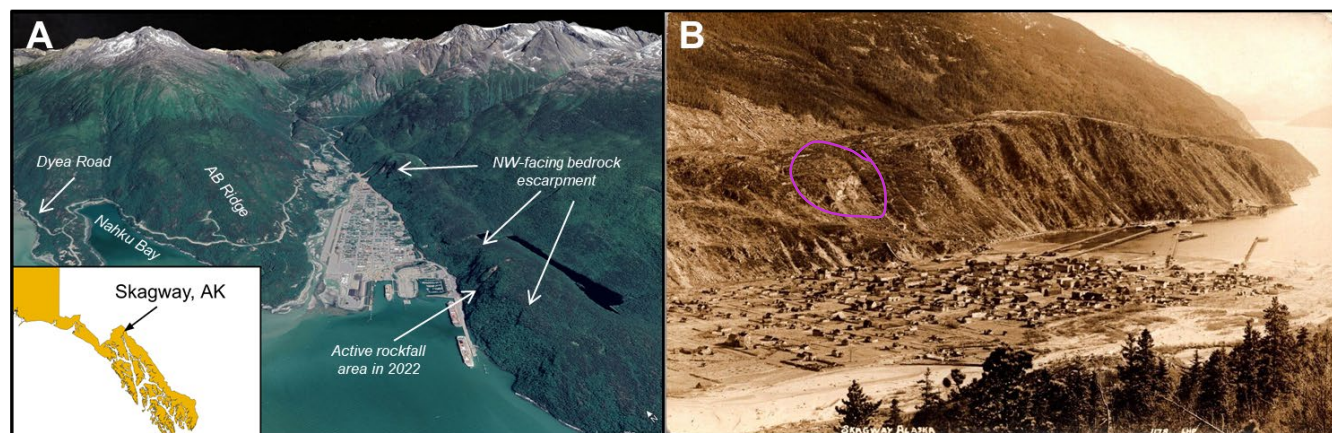 A
Dyea Road
AB Ridge
Nahku Bay
NW-facing bedrock
escarpment
Active rockfall
area in 2022
Skagway, AK
B
SKAGWAY ALASKA